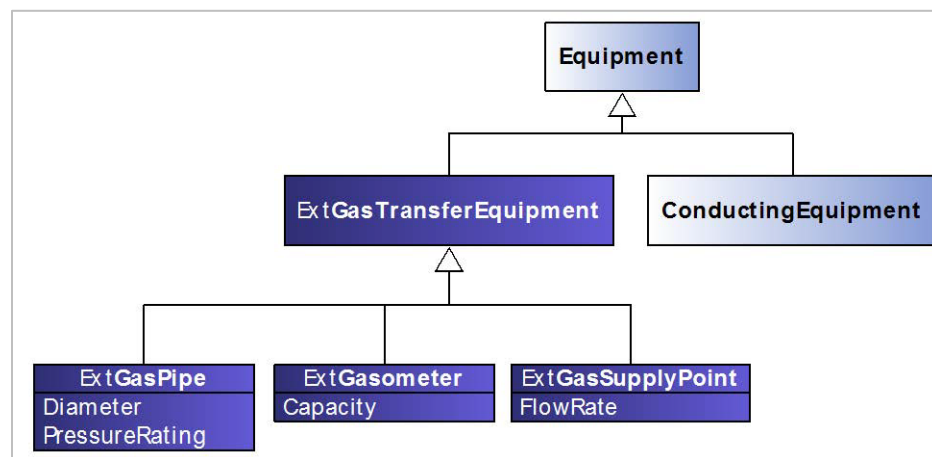 Equipment
ExtGasTransferEquipment
ConductingEquipment
ExtGasPipe
Diameter
PressureRating
ExtGasometer
Capacity
ExtGasSupplyPoint
FlowRate